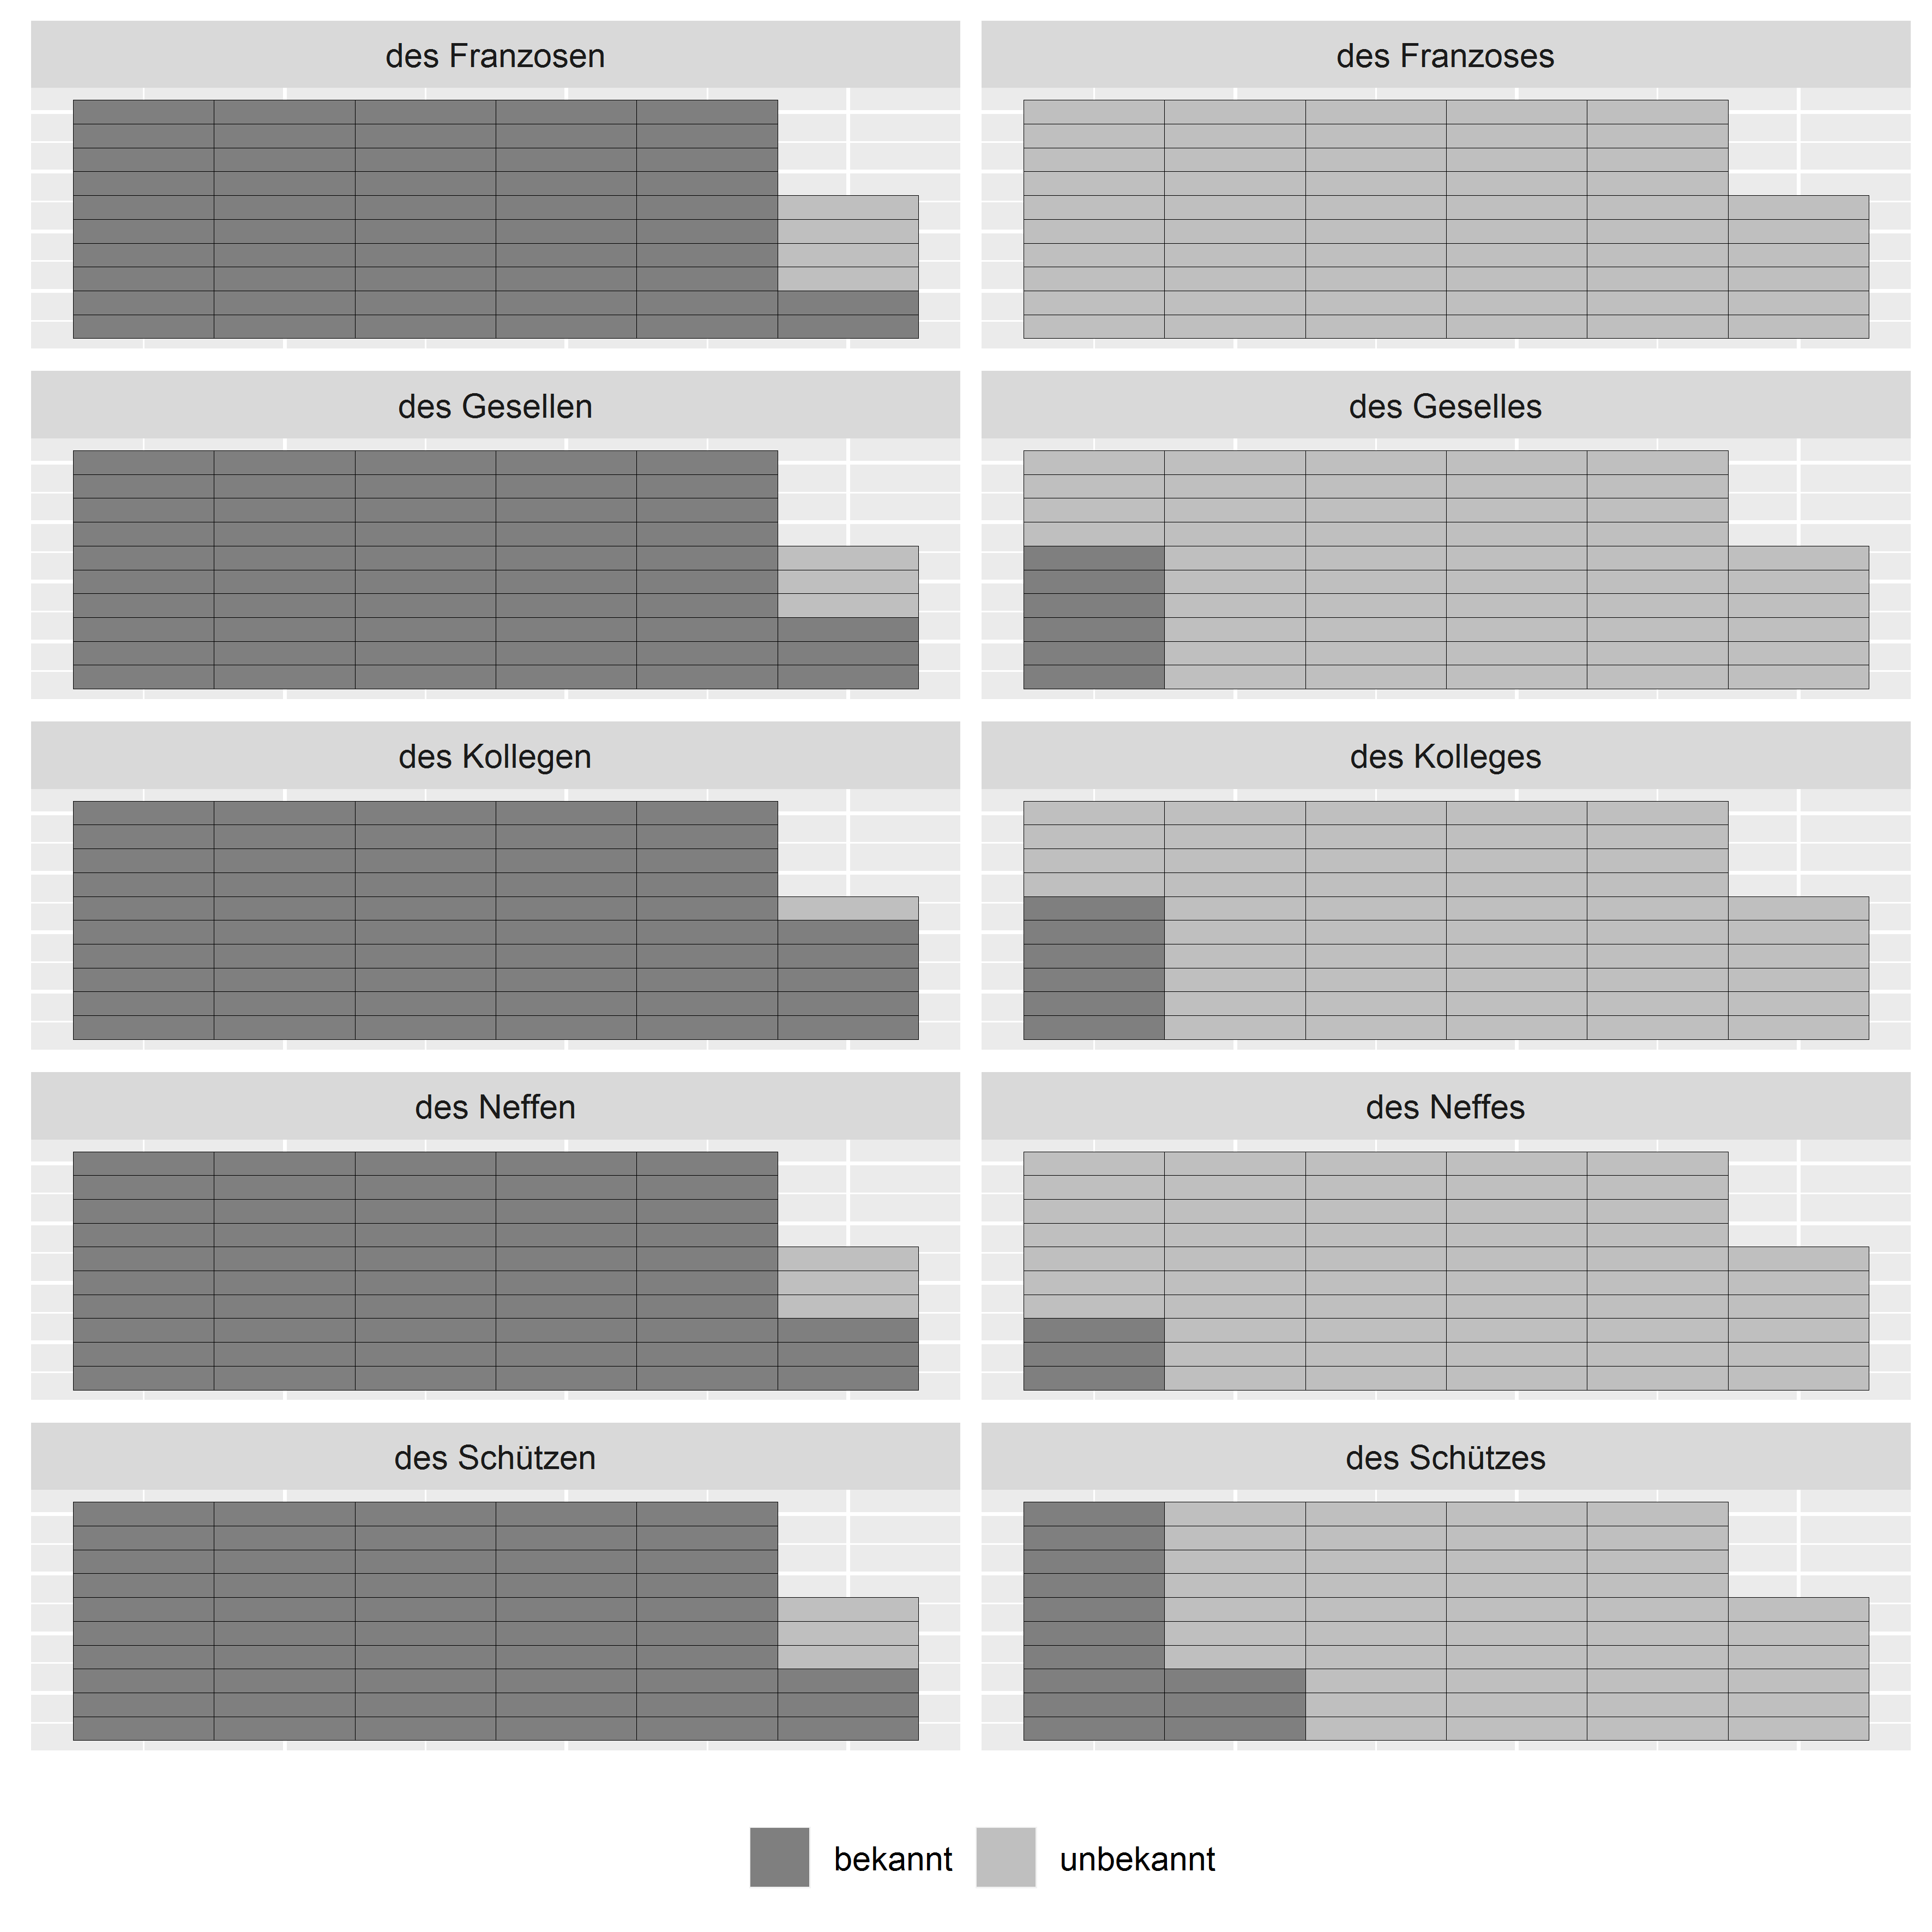 des Franzosen
des Franzoses
des Gesellen
des Geselles
des Kollegen
des Kolleges
des Neffen
des Neffes
des Schützen
des Schützes
bekannt
unbekannt